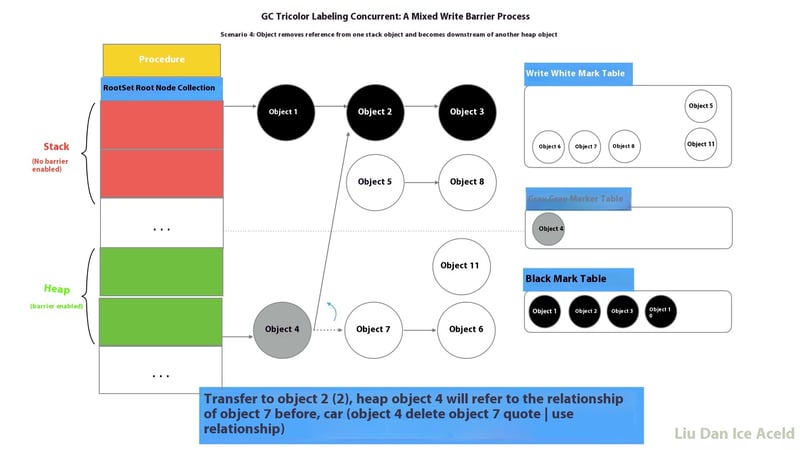 GC Tricolor Labeling Concurrent: A Mixed Write Barrier Process
Scenario 4: Object removes reference from one stack object and becomes downstream of another heap object
Procedure
RootSet Root Node Collection
Stack
(No barrier
enabled)
...
Heap
(barrier enabled)
...
Object 1
Object 2
Object 3
Object 5
Object 8
Object 11
Object 4
Object 7
Object 6
Write White Mark Table
Object 5
Object 6
Object 7
Object 8
Object 11
Gray Gray Marker Table
Object 4
Black Mark Table
Object 1
Object 2
Object 3
Object 1
0
Transfer to object 2 (2), heap object 4 will refer to the relationship
of object 7 before, car (object 4 delete object 7 quote | use
relationship)
Liu Dan Ice Aceld